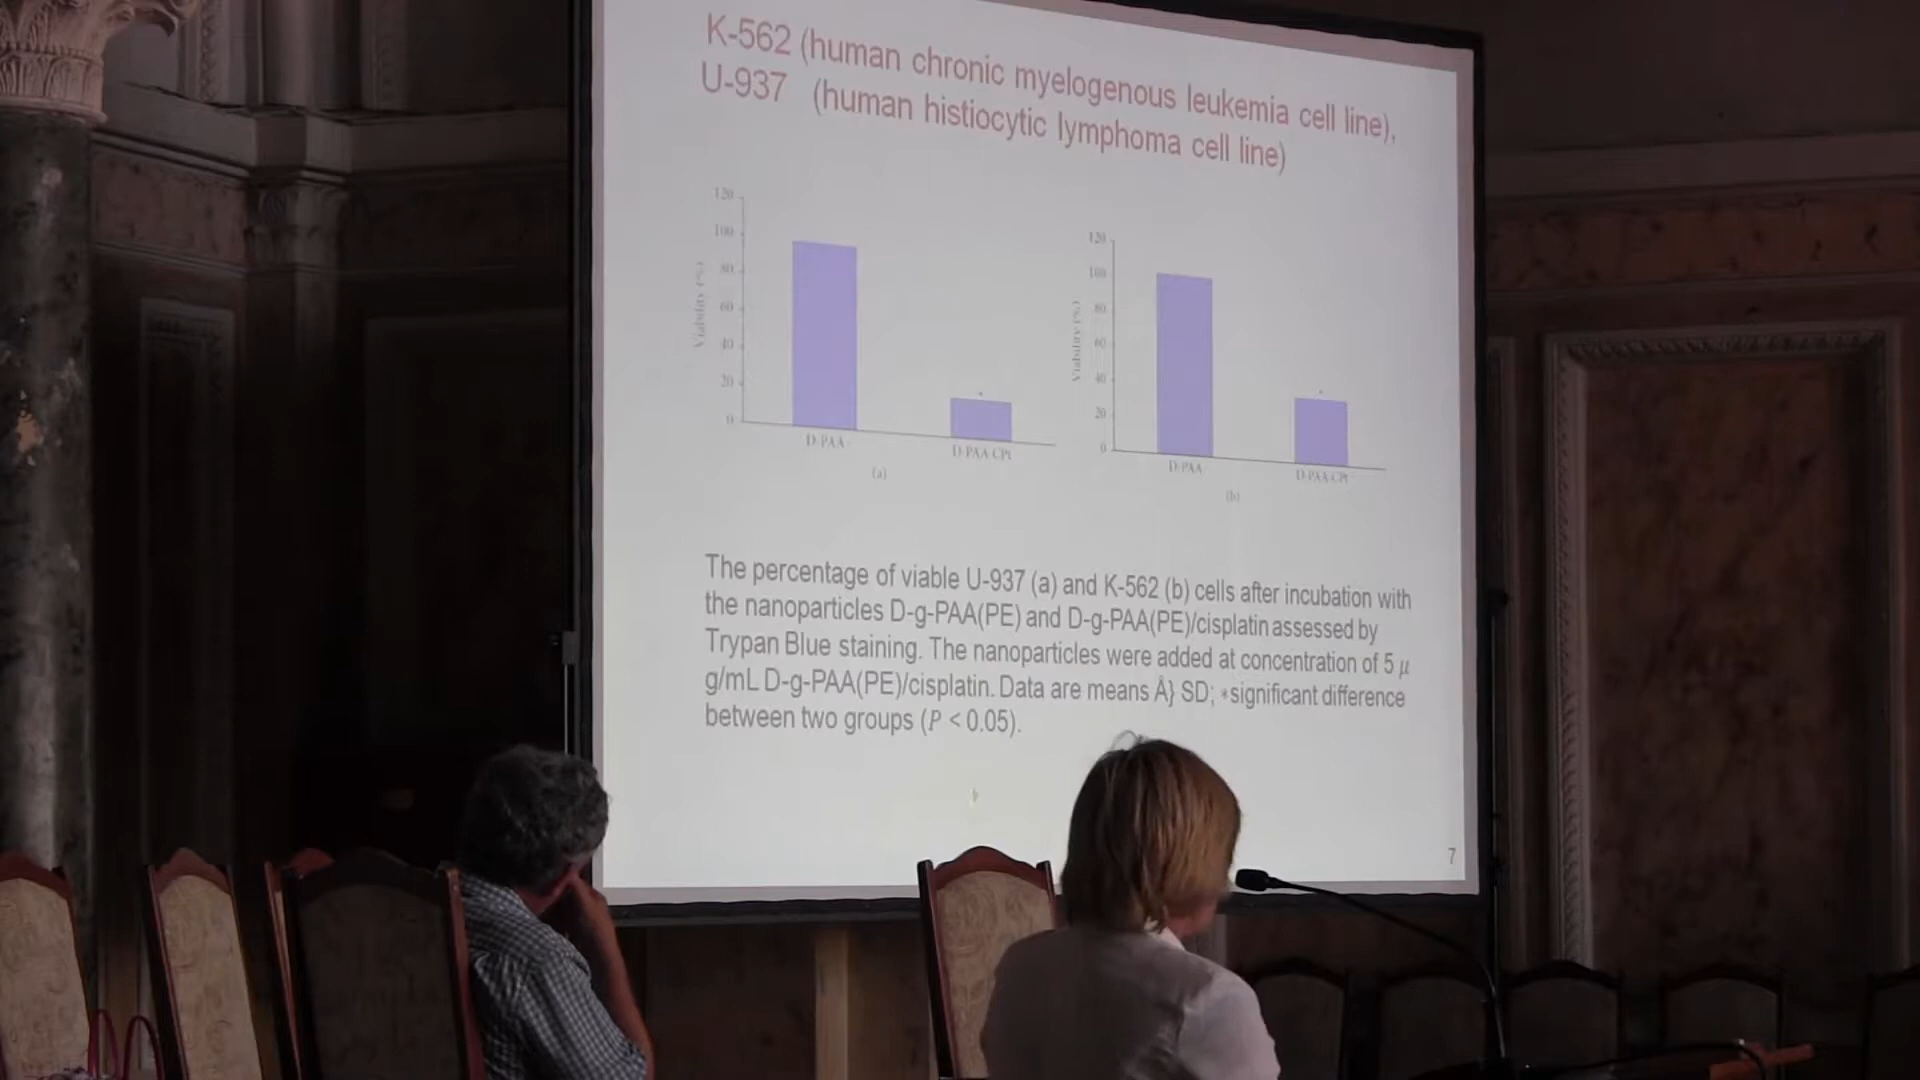 K-562 (human chronic myelogenous leukemia cell line),
U-937 (human histiocytic lymphoma cell line)
120
100
80
60
40
20
0
Viability (%)
D-PAA
D-PAA CPt
(a)
120
100
80
60
40
20
0
Viability (%)
D-PAA
D-PAA CPt
(b)
The percentage of viable U-937 (a) and K-562 (b) cells after incubation with
the nanoparticles D-g-PAA(PE) and D-g-PAA(PE)/cisplatin assessed by
Trypan Blue staining. The nanoparticles were added at concentration of 5 μ
g/mL D-g-PAA(PE)/cisplatin. Data are means Å} SD; *significant difference
between two groups (P < 0.05).
7